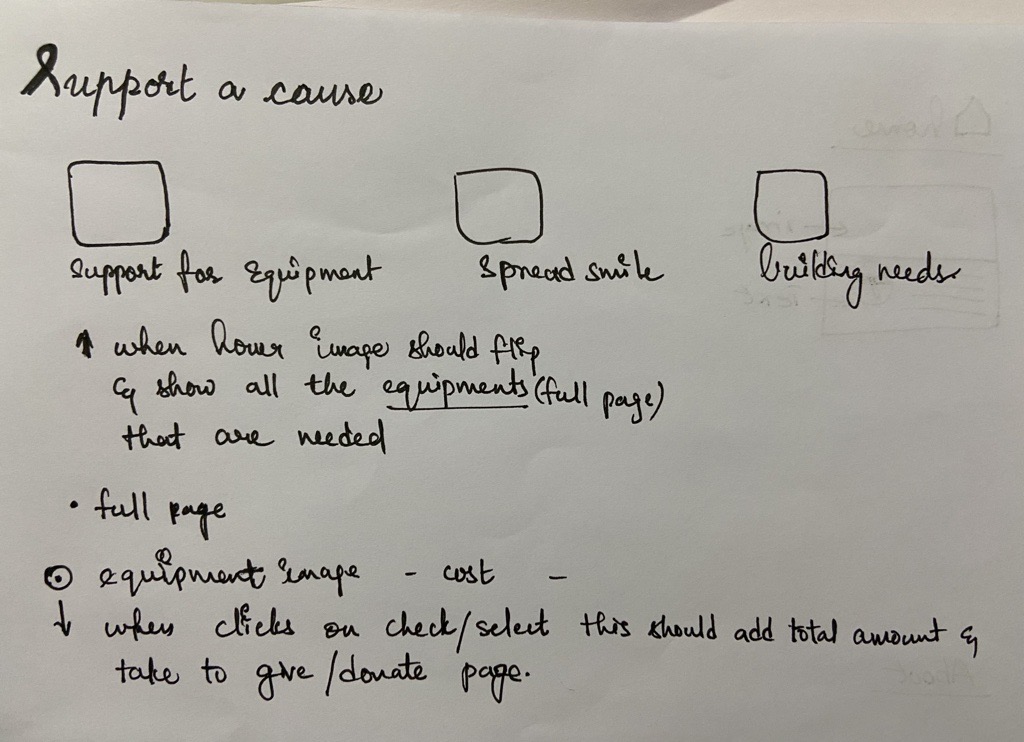 Support a cause
Support for Equipment
Spread smile
building needs
↑ when hover image should flip
& show all the equipments (full page)
that are needed
• full page
⊙ equipment image - cost -
↓ when clicks on check/select this should add total amount &
take to give/donate page.
home
About